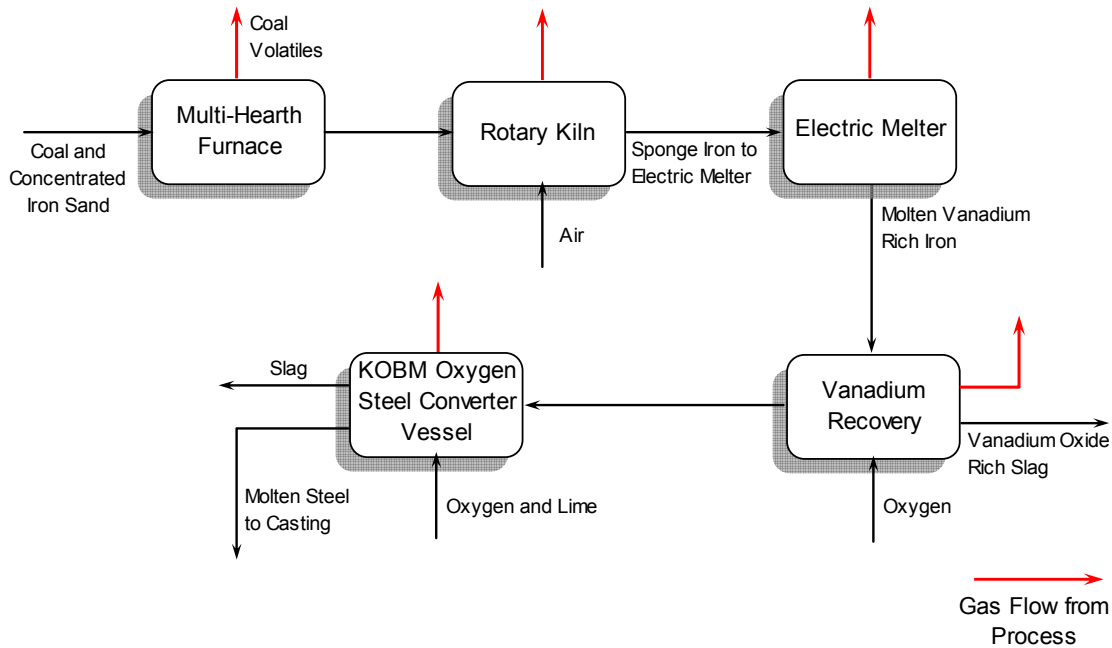 Coal
Volatiles
Multi-Hearth
Furnace
Rotary Kiln
Electric Melter
Coal and
Concentrated
Iron Sand
Sponge Iron to
Electric Melter
Air
Molten Vanadium
Rich Iron
Slag
KOBM Oxygen
Steel Converter
Vessel
Vanadium
Recovery
Vanadium Oxide
Rich Slag
Molten Steel
to Casting
Oxygen and Lime
Oxygen
Gas Flow from
Process